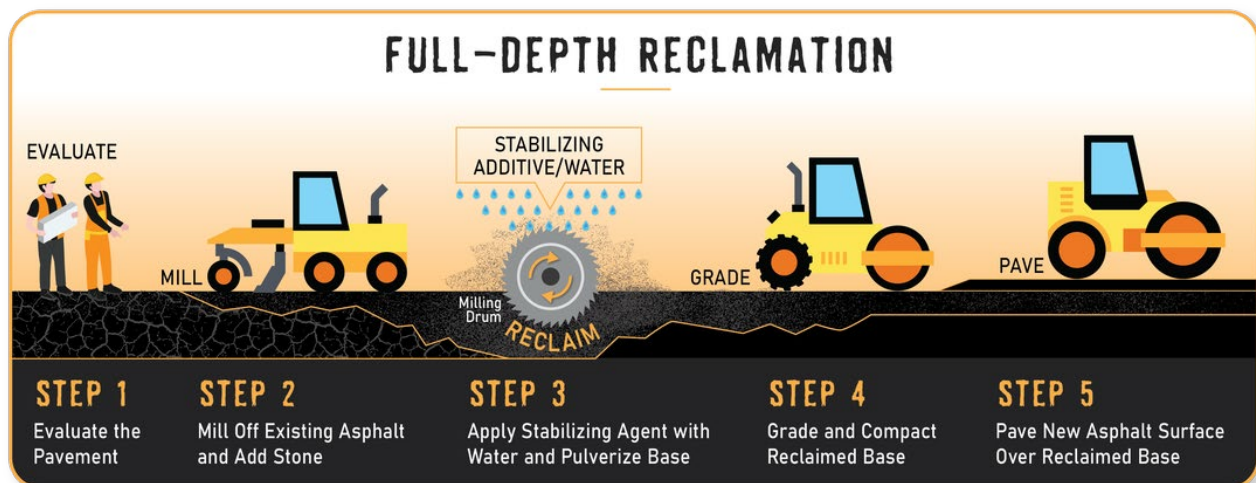 FULL-DEPTH RECLAMATION
EVALUATE
STABILIZING
ADDITIVE/WATER
MILL
Milling
Drum
RECLAIM
GRADE
PAVE
STEP 1
Evaluate the
Pavement
STEP 2
Mill Off Existing Asphalt
and Add Stone
STEP 3
Apply Stabilizing Agent with
Water and Pulverize Base
STEP 4
Grade and Compact
Reclaimed Base
STEP 5
Pave New Asphalt Surface
Over Reclaimed Base